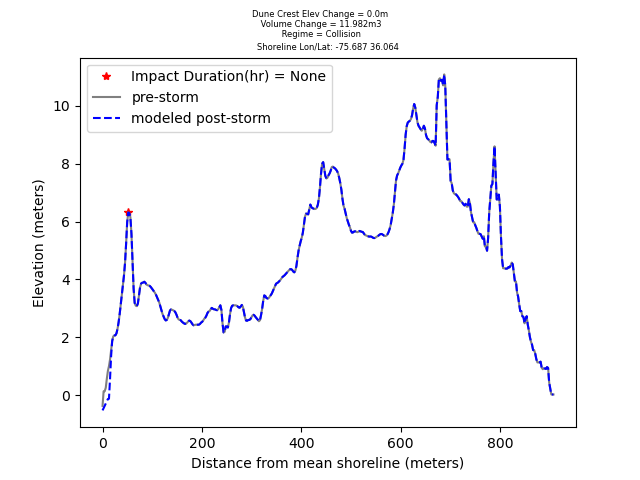 Dune Crest Elev Change = 0.0m
Volume Change = 11.982m3
Regime = Collision
Shoreline Lon/Lat: -75.687 36.064
Impact Duration(hr) = None
pre-storm
modeled post-storm
10
8
6
4
2
0
Elevation (meters)
0 200 400 600 800
Distance from mean shoreline (meters)